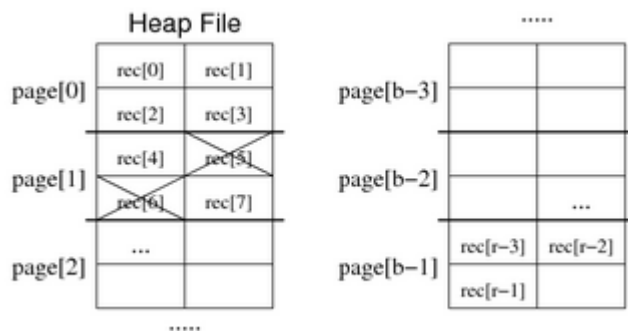 Heap File
page[0]
rec[0] rec[1]
rec[2] rec[3]
page[1]
rec[4] rec[5]
rec[6] rec[7]
page[2]
...
.....
.....
page[b−3]
page[b−2]
...
page[b−1]
rec[r−3] rec[r−2]
rec[r−1]